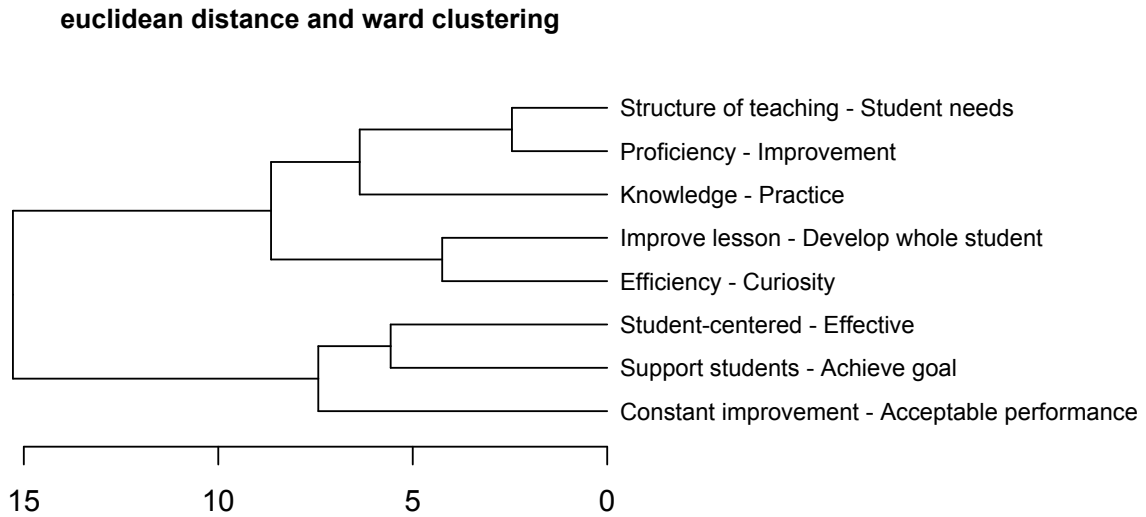 euclidean distance and ward clustering
Structure of teaching - Student needs
Proficiency - Improvement
Knowledge - Practice
Improve lesson - Develop whole student
Efficiency - Curiosity
Student-centered - Effective
Support students - Achieve goal
Constant improvement - Acceptable performance
15 10 5 0